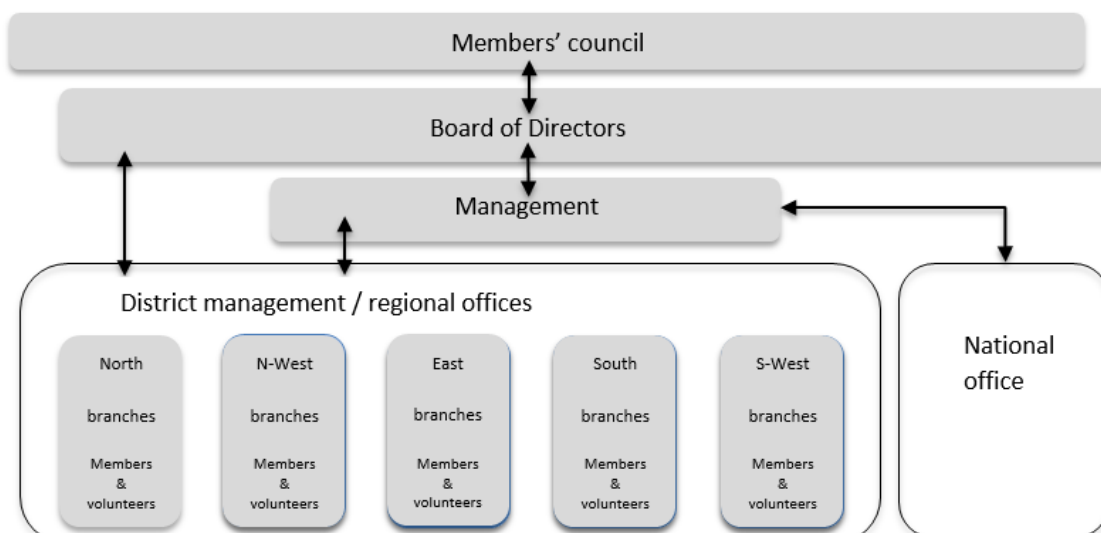 Members’ council
Board of Directors
Management
District management / regional offices
North
branches
Members
&
volunteers
N-West
branches
Members
&
volunteers
East
branches
Members
&
volunteers
South
branches
Members
&
volunteers
S-West
branches
Members
&
volunteers
National
office